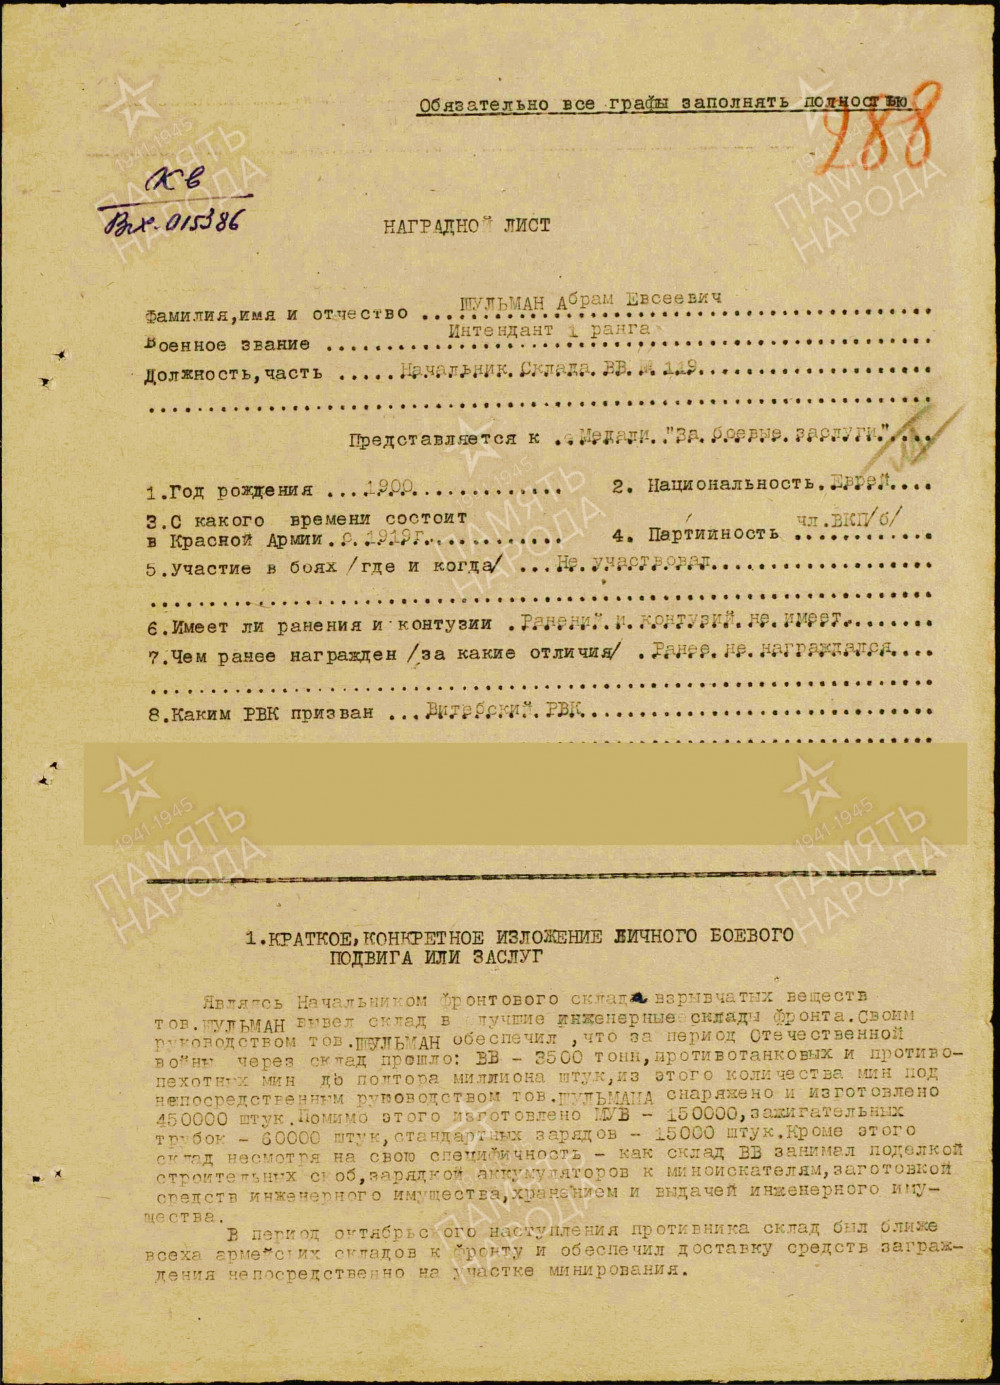 Обязательно все графы заполнять полностью
288
Кв
Вх.015386
НАГРАДНОЙ ЛИСТ
Фамилия,имя и отчество ШУЛЬМАН Абрам Евсеевич
Военное звание Интендант 1 ранга
Должность,часть Начальник Склада ВВ № 119
Представляется к Медали "За боевые заслуги"
1.Год рождения 1900 2. Национальность Еврей
3.С какого времени состоит
в Красной Армии с 1919г. 4. Партийность чл.ВКП/б/
5.Участие в боях /где и когда/ Не участвовал
6.Имеет ли ранения и контузии Ранений и контузий не имеет
7.Чем ранее награжден /за какие отличия/ Ранее не награждался
8.Каким РВК призван Витебский РВК
1.КРАТКОЕ,КОНКРЕТНОЕ ИЗЛОЖЕНИЕ ЛИЧНОГО БОЕВОГО
ПОДВИГА ИЛИ ЗАСЛУГ
Являясь Начальником фронтового склада взрывчатых веществ
тов.ШУЛЬМАН вывел склад в лучшие инженерные склады фронта.Своим
руководством тов.ШУЛЬМАН обеспечил ,что за период Отечественной
войны через склад прошло: ВВ - 3500 тонн,противотанковых и противо-
пехотных мин до полтора миллиона штук,из этого количества мин под
непосредственным руководством тов.ШУЛЬМАНА снаряжено и изготовлено
450000 штук.Помимо этого изготовлено МУВ - 150000,зажигательных
трубок - 60000 штук,стандартных зарядов - 15000 штук.Кроме этого
склад несмотря на свою специфичность - как склад ВВ занимал поделкой
строительных скоб,зарядкой аккумуляторов к миноискателям,заготовкой
средств инженерного имущества,хранением и выдачей инженерного иму-
щества.
В период октябрьского наступления противника склад был ближе
всеха армейских складов к фронту и обеспечил доставку средств заграж-
дения непосредственно на участке минирования.
1941-1945
ПАМЯТЬ
НАРОДА